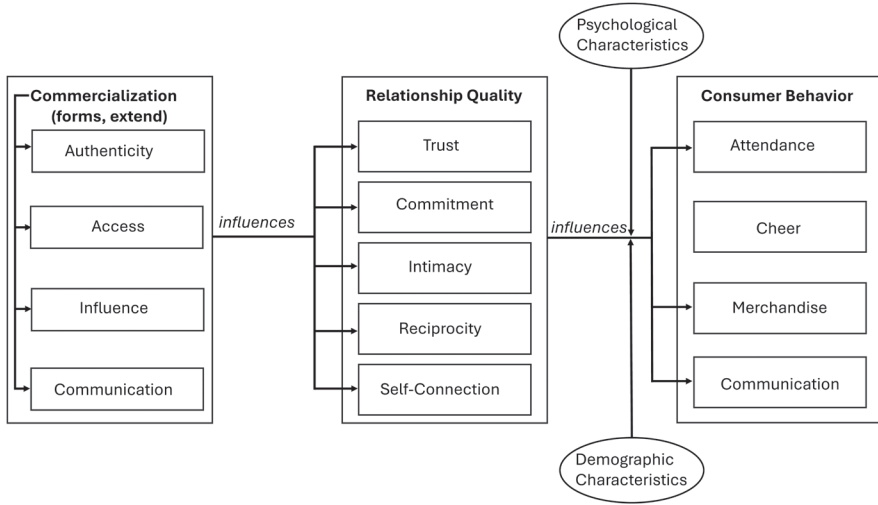 Psychological
Characteristics
Commercialization
(forms, extend)
Authenticity
Access
Influence
Communication
influences
Relationship Quality
Trust
Commitment
Intimacy
Reciprocity
Self-Connection
influences
Consumer Behavior
Attendance
Cheer
Merchandise
Communication
Demographic
Characteristics